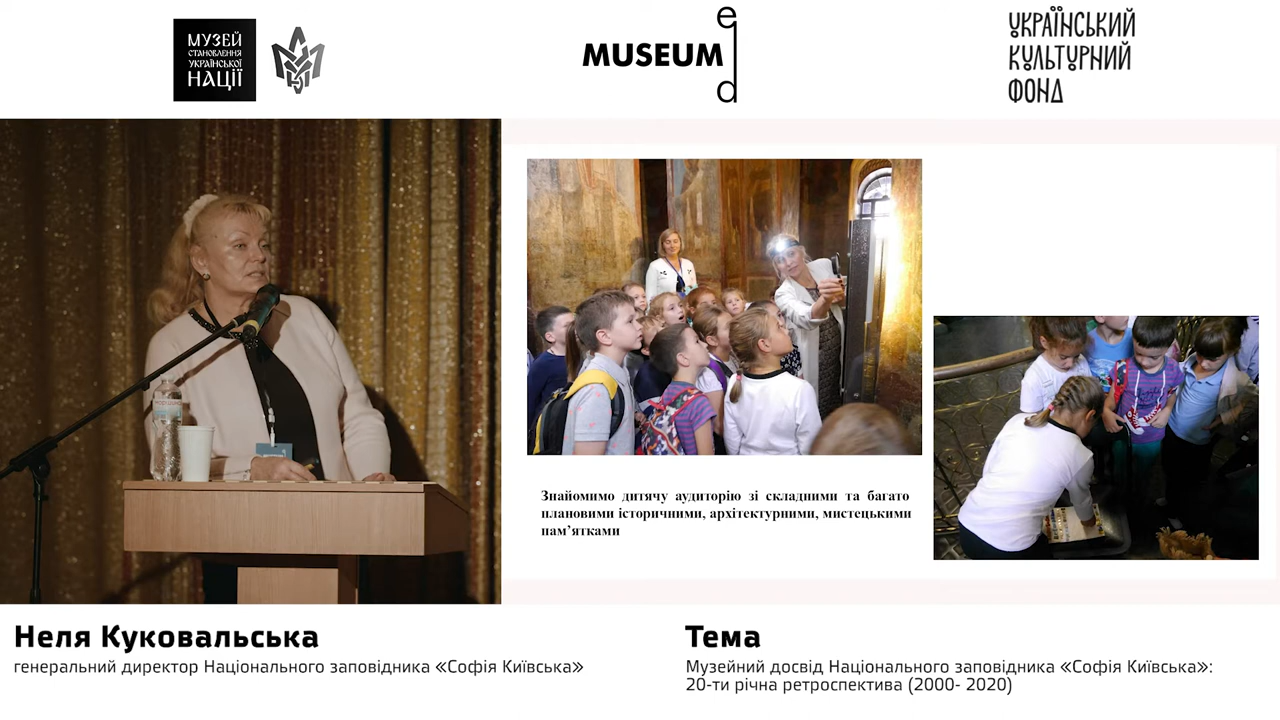 МУЗЕЙ
СТАНОВЛЕННЯ
УКРАЇНСЬКОЇ
НАЦІЇ
MUSEUM
ed
УКРАЇНСЬКИЙ
КУЛЬТУРНИЙ
ФОНД
Знайомимо дитячу аудиторію зі складними та багато
плановими історичними, архітектурними, мистецькими
пам’ятками
Неля Куковальська
генеральний директор Національного заповідника «Софія Київська»
Тема
Музейний досвід Національного заповідника «Софія Київська»:
20-ти річна ретроспектива (2000- 2020)